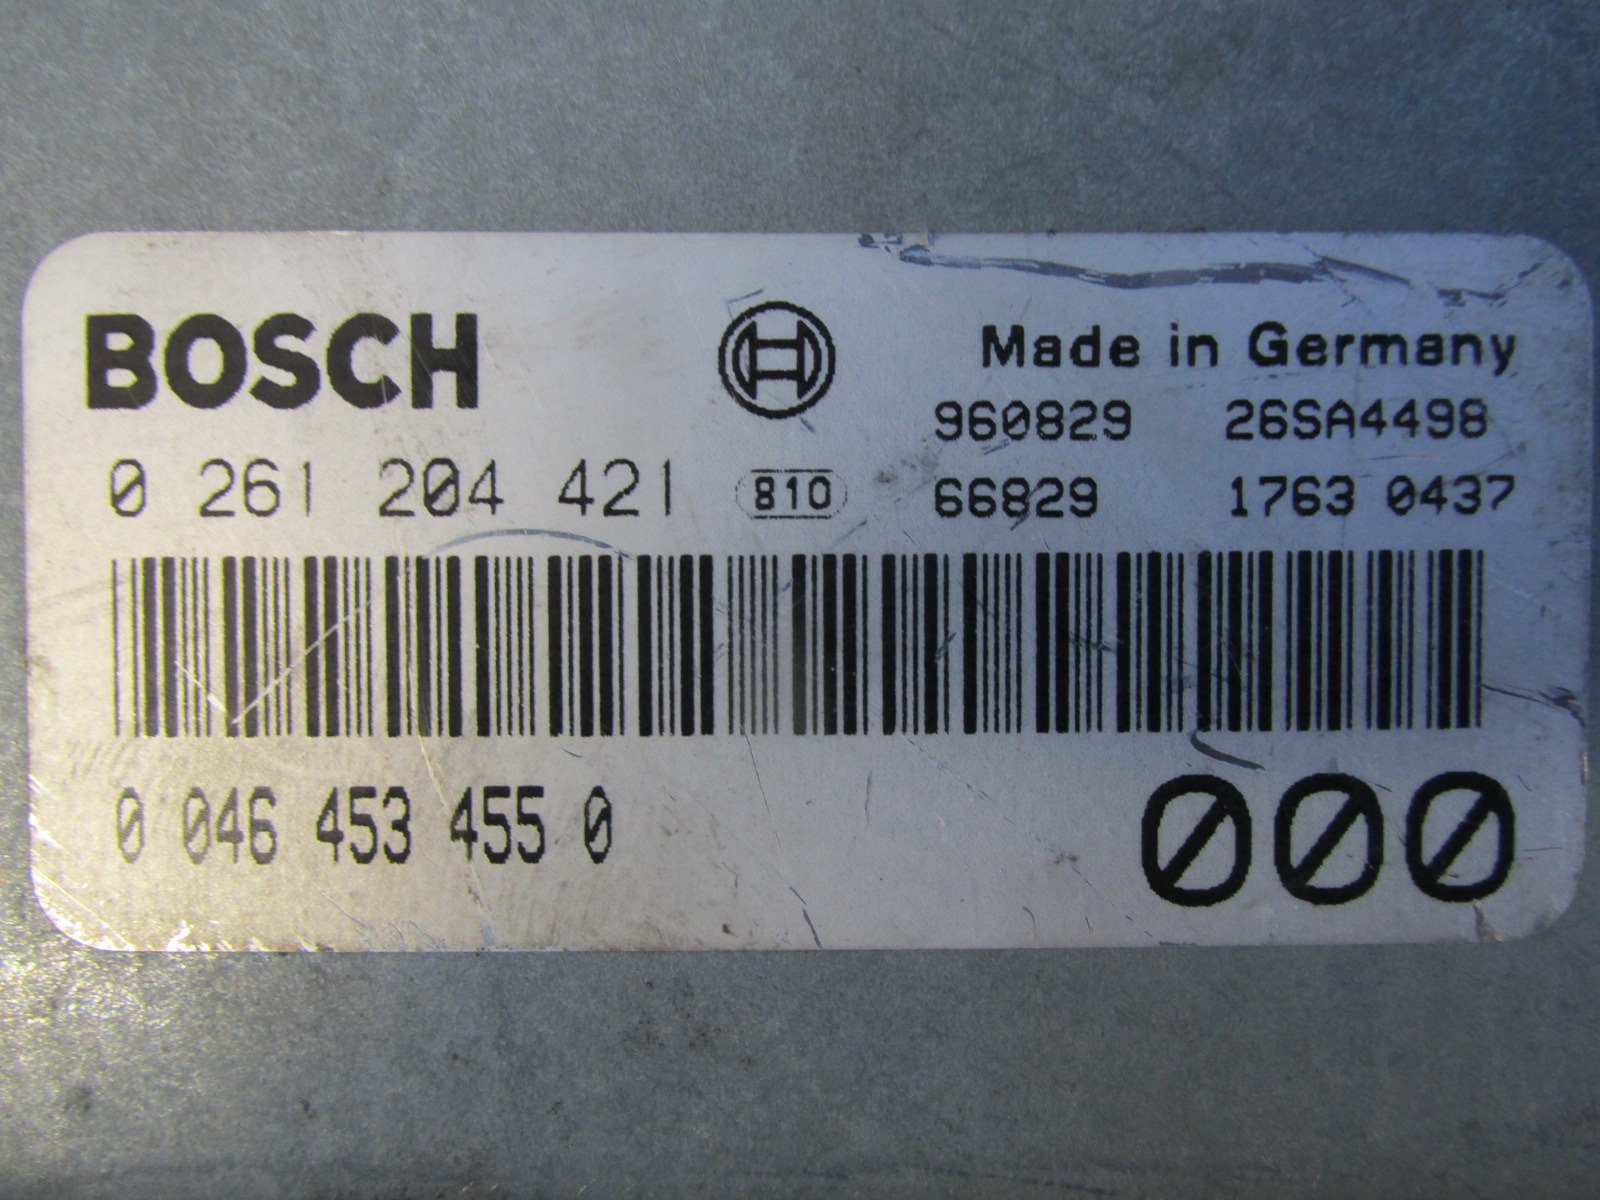 BOSCH
Made in Germany
960829 26SA4498
0 261 204 421 810 66829 1763 0437
0 046 453 455 0
000